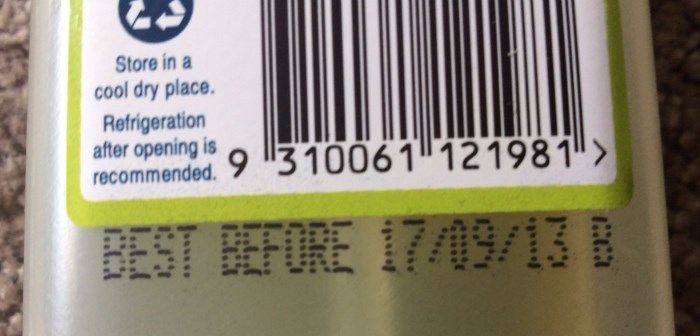 Store in a
cool dry place.
Refrigeration
after opening is
recommended.
9 310061 121981 >
BEST BEFORE 17/09/13 B